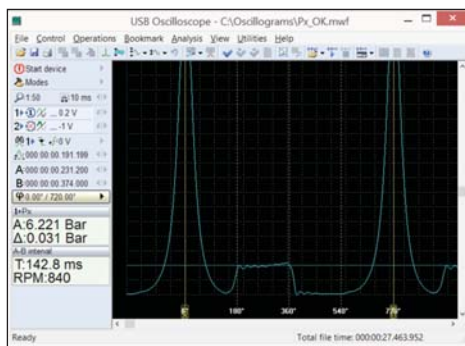 USB Oscilloscope - C:\Oscillograms\Px_OK.mwf
File Control Operations Bookmark Analysis View Utilities Help
Start device
Modes
1:50 10 ms
1 ... 0.2 V
2 ... -1 V
1 0 V
000:00:00.191.199
A:000:00:00.231.200
B:000:00:00.374.000
φ 0.00° / 720.00°
1•Px
A:6.221 Bar
Δ:0.031 Bar
A-B interval
T:142.8 ms
RPM:840
0° 180° 360° 540° 720°
Ready Total file time: 000:00:27.463.952